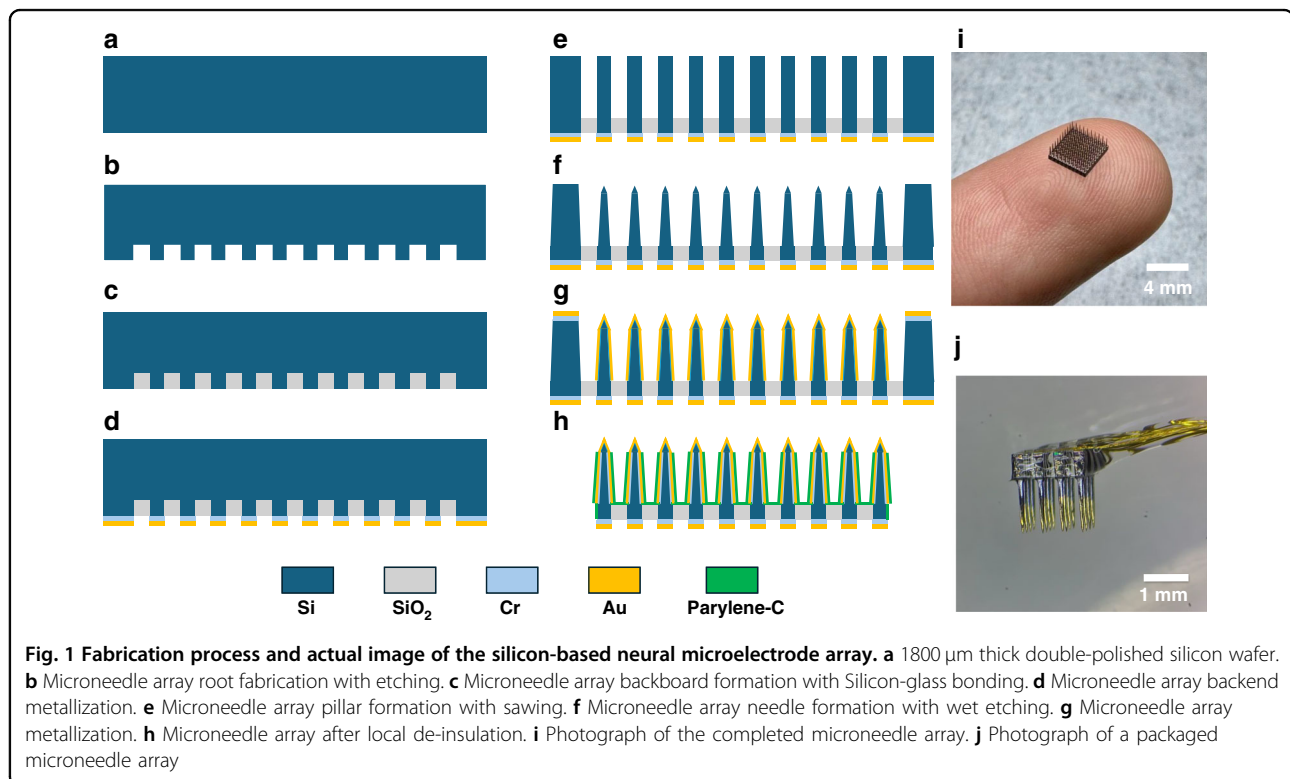 a
b
c
d
e
f
g
h
i
4 mm
j
1 mm
Si
SiO₂
Cr
Au
Parylene-C
Fig. 1 Fabrication process and actual image of the silicon-based neural microelectrode array. a 1800 µm thick double-polished silicon wafer.
b Microneedle array root fabrication with etching. c Microneedle array backboard formation with Silicon-glass bonding. d Microneedle array backend
metallization. e Microneedle array pillar formation with sawing. f Microneedle array needle formation with wet etching. g Microneedle array
metallization. h Microneedle array after local de-insulation. i Photograph of the completed microneedle array. j Photograph of a packaged
microneedle array